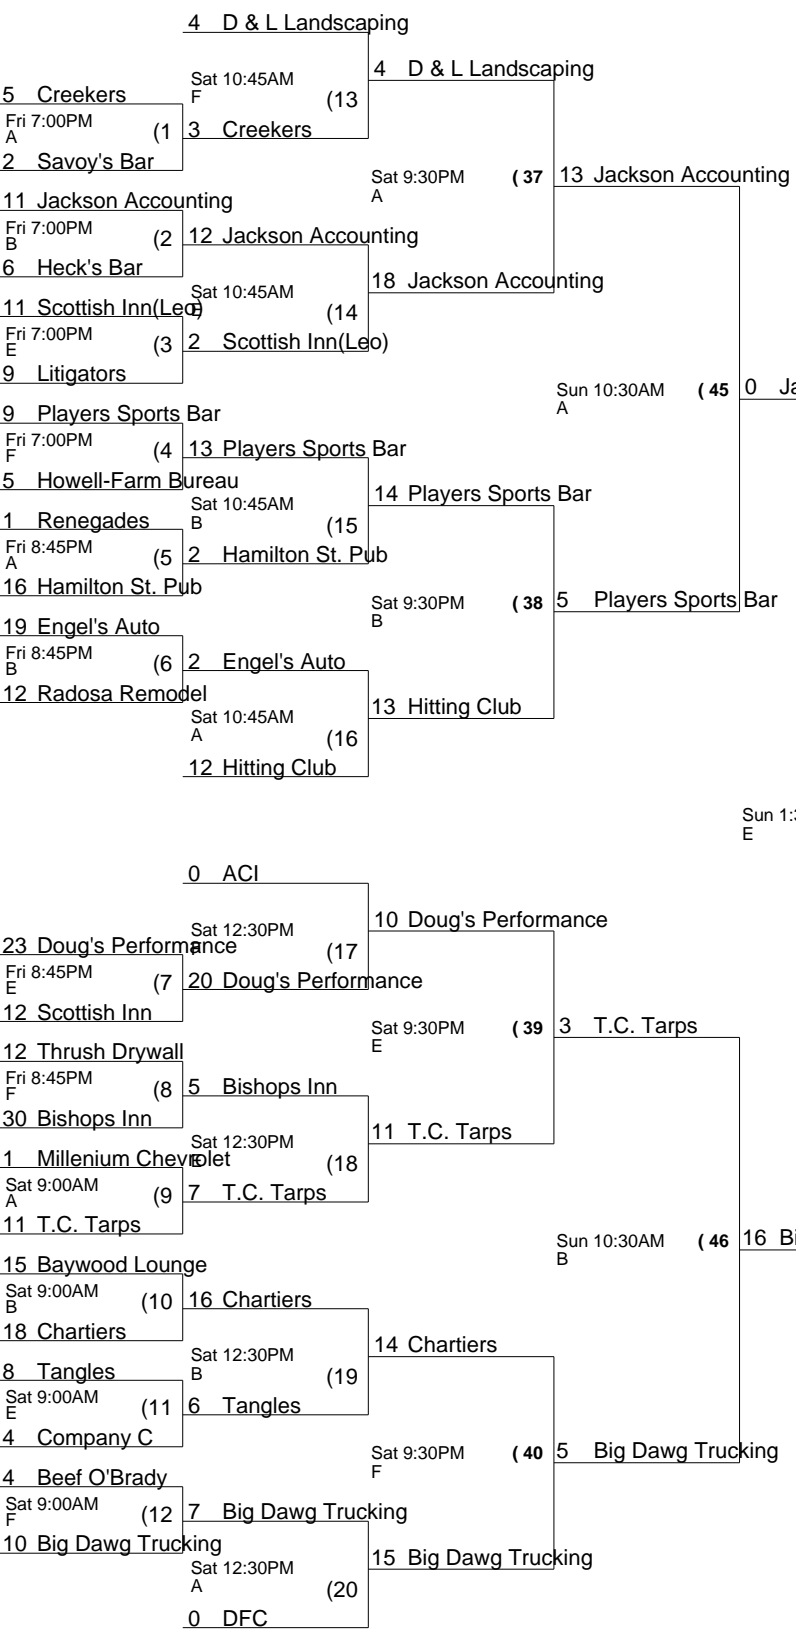 4 D & L Landscaping
4 D & L Landscaping
Sat 10:45AM
F
(13
5 Creekers
Fri 7:00PM
A
(1
3 Creekers
2 Savoy's Bar
Sat 9:30PM
A
( 37
13 Jackson Accounting
11 Jackson Accounting
Fri 7:00PM
B
(2
12 Jackson Accounting
6 Heck's Bar
18 Jackson Accounting
Sat 10:45AM
(14
11 Scottish Inn(Leo)
Fri 7:00PM
E
(3
2 Scottish Inn(Leo)
9 Litigators
Sun 10:30AM
A
( 45
0 Ja
9 Players Sports Bar
Fri 7:00PM
F
(4
13 Players Sports Bar
5 Howell-Farm Bureau
14 Players Sports Bar
Sat 10:45AM
B
(15
1 Renegades
Fri 8:45PM
A
(5
2 Hamilton St. Pub
16 Hamilton St. Pub
Sat 9:30PM
B
( 38
5 Players Sports Bar
19 Engel's Auto
Fri 8:45PM
B
(6
2 Engel's Auto
12 Radosa Remodel
13 Hitting Club
Sat 10:45AM
A
(16
12 Hitting Club
Sun 1:3
E
0 ACI
10 Doug's Performance
Sat 12:30PM
(17
23 Doug's Performance
Fri 8:45PM
E
(7
20 Doug's Performance
12 Scottish Inn
Sat 9:30PM
E
( 39
3 T.C. Tarps
12 Thrush Drywall
Fri 8:45PM
F
(8
5 Bishops Inn
30 Bishops Inn
11 T.C. Tarps
Sat 12:30PM
E
(18
1 Millenium Chevrolet
Sat 9:00AM
A
(9
7 T.C. Tarps
11 T.C. Tarps
Sun 10:30AM
B
( 46
16 Bi
15 Baywood Lounge
Sat 9:00AM
B
(10
16 Chartiers
18 Chartiers
14 Chartiers
Sat 12:30PM
B
(19
8 Tangles
Sat 9:00AM
E
(11
6 Tangles
4 Company C
Sat 9:30PM
F
( 40
5 Big Dawg Trucking
4 Beef O'Brady
Sat 9:00AM
F
(12
7 Big Dawg Trucking
10 Big Dawg Trucking
15 Big Dawg Trucking
Sat 12:30PM
A
(20
0 DFC